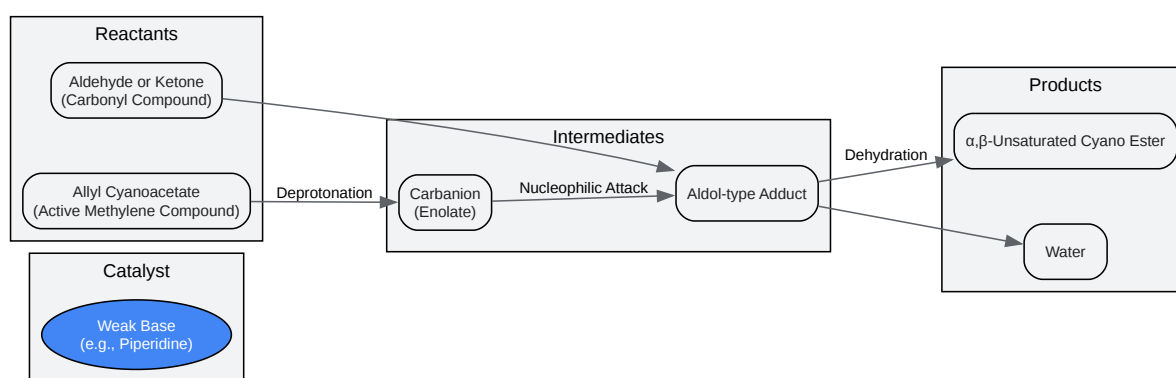 Reactants
Aldehyde or Ketone
(Carbonyl Compound)
Allyl Cyanoacetate
(Active Methylene Compound)
Deprotonation
Catalyst
Weak Base
(e.g., Piperidine)
Intermediates
Carbanion
(Enolate)
Nucleophilic Attack
Aldol-type Adduct
Dehydration
Products
α,β-Unsaturated Cyano Ester
Water